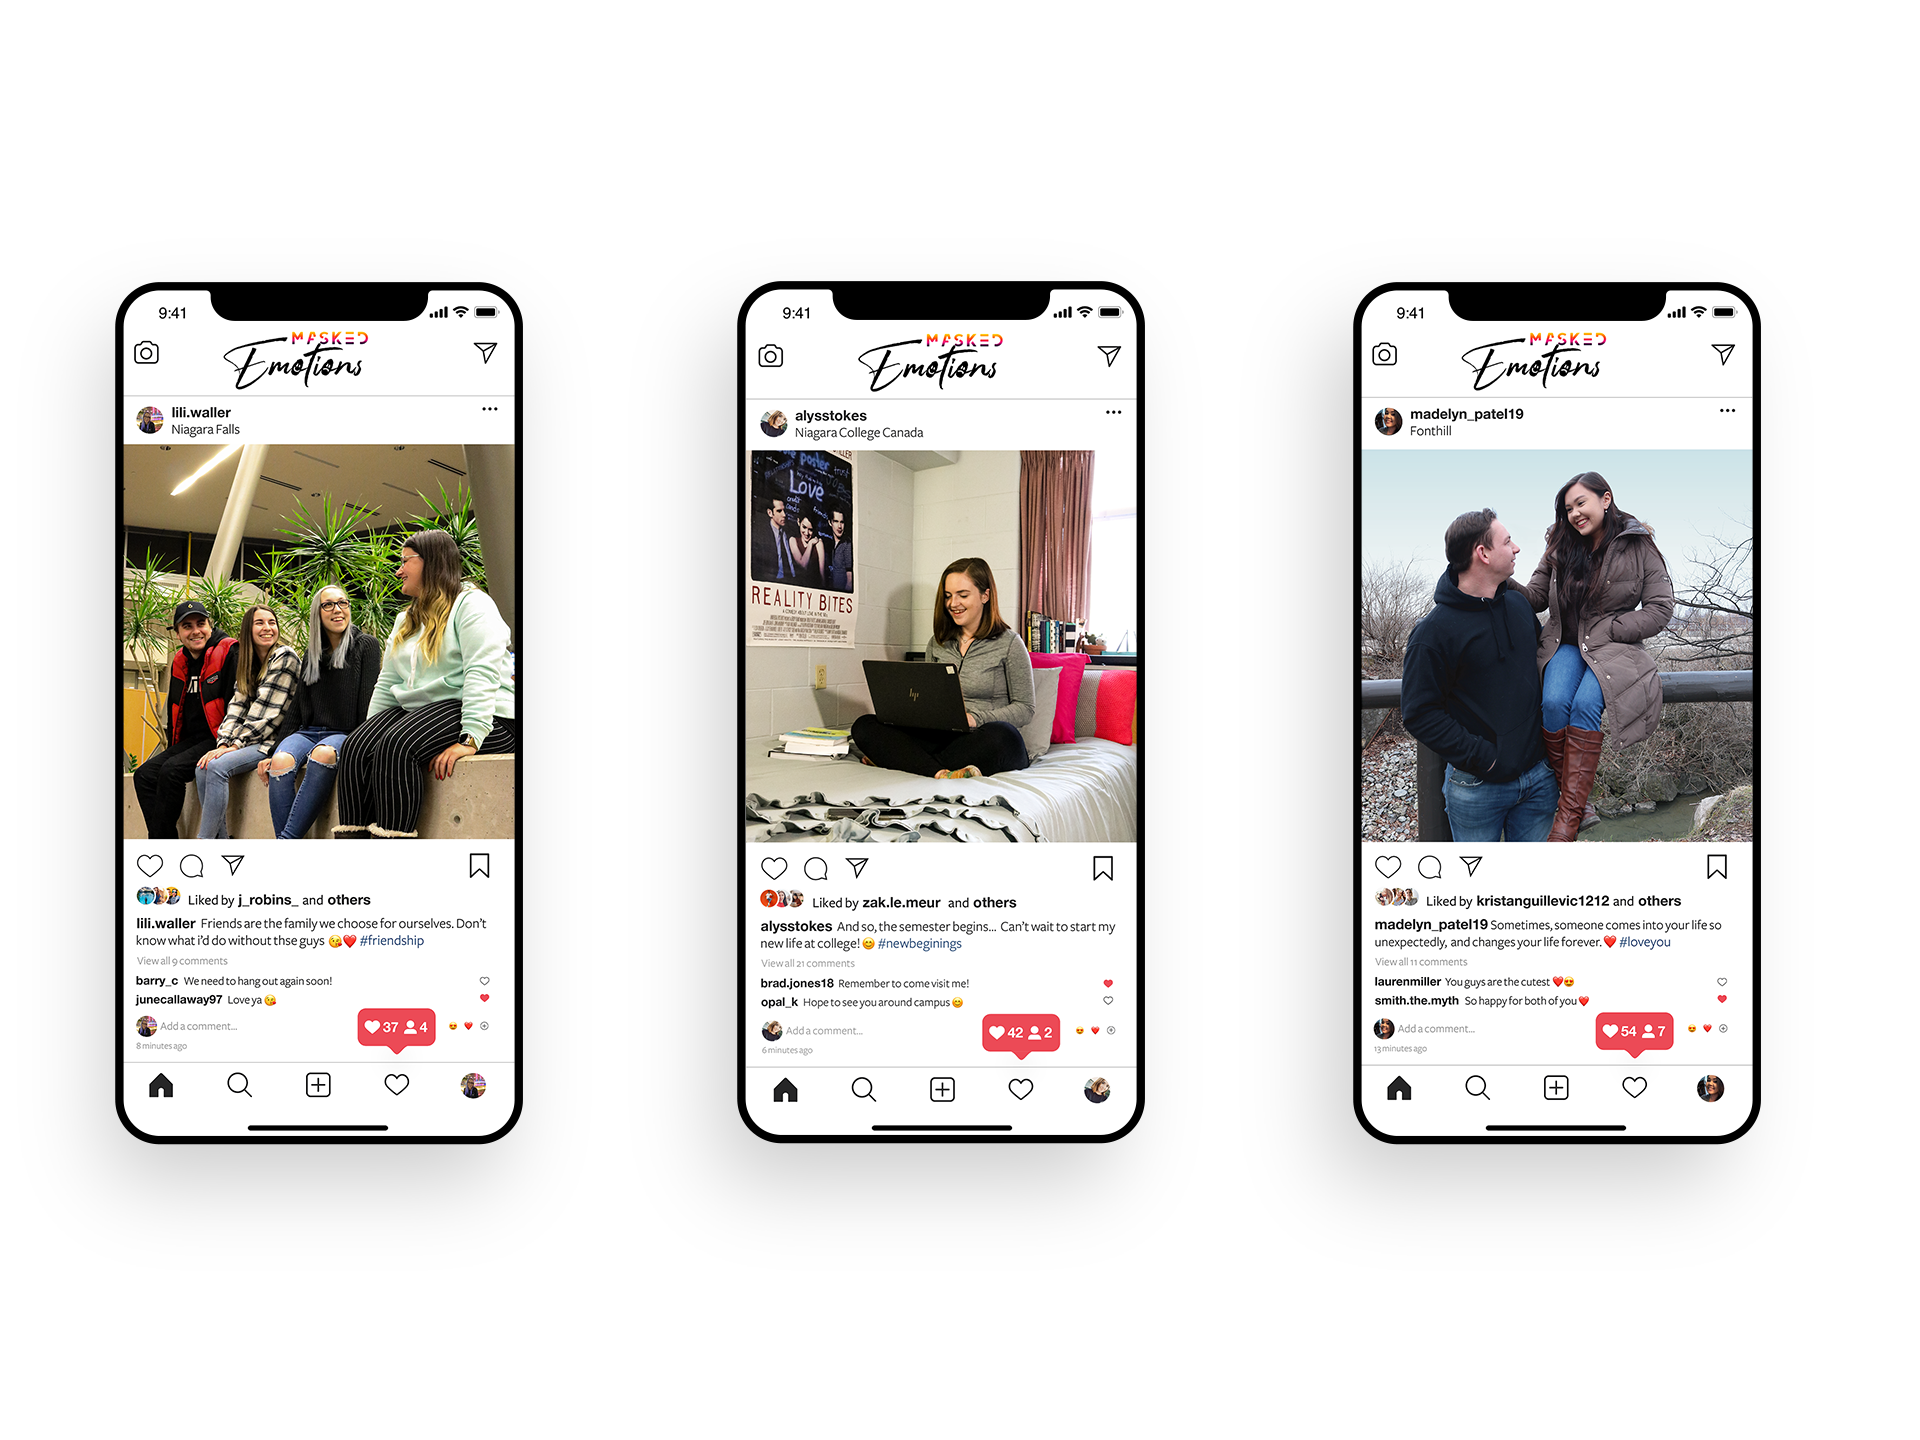 9:41
MASKED
Emotions
lili.waller
Niagara Falls
Liked by j_robins_ and others
lili.waller Friends are the family we choose for ourselves. Don't
know what i'd do without thse guys 😘❤️ #friendship
View all 9 comments
barry_c We need to hang out again soon!
junecallaway97 Love ya 😘
Add a comment...
37 4
8 minutes ago
9:41
MASKED
Emotions
alysstokes
Niagara College Canada
Love
REALITY BITES
hp
Liked by zak.le.meur and others
alysstokes And so, the semester begins... Can't wait to start my
new life at college! 😊 #newbeginings
View all 21 comments
brad.jones18 Remember to come visit me!
opal_k Hope to see you around campus 😊
Add a comment...
42 2
6 minutes ago
9:41
MASKED
Emotions
madelyn_patel19
Fonthill
Liked by kristanguillevic1212 and others
madelyn_patel19 Sometimes, someone comes into your life so
unexpectedly, and changes your life forever. ❤️ #loveyou
View all 11 comments
laurenmiller You guys are the cutest ❤️😍
smith.the.myth So happy for both of you ❤️
Add a comment...
54 7
13 minutes ago